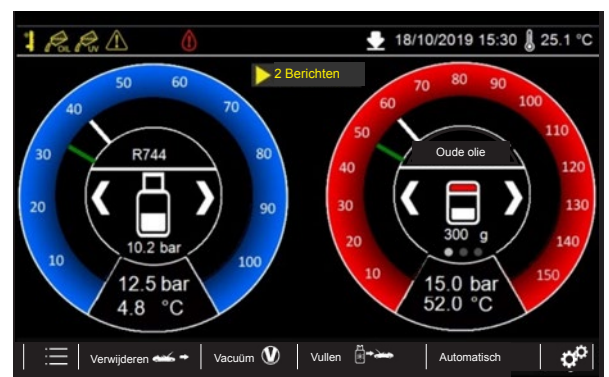 OIL UV 18/10/2019 15:30 25.1 °C
2 Berichten
10 20 30 40 50 60 70 80 90 100
R744
10.2 bar
12.5 bar
4.8 °C
10 20 30 40 50 60 70 80 90 100 110 120 130 140 150
Oude olie
300 g
15.0 bar
52.0 °C
Verwijderen Vacuüm V Vullen Automatisch